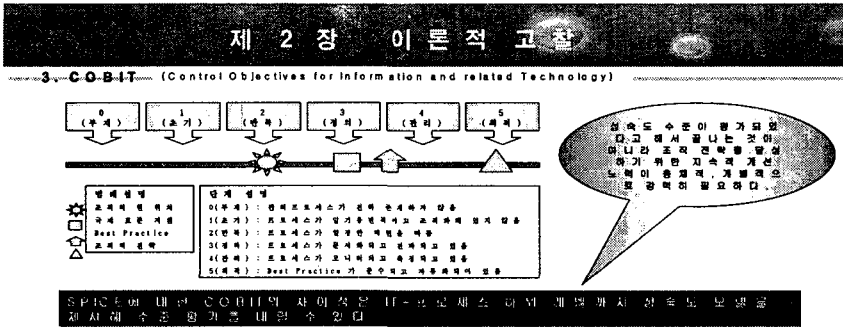 제 2 장 이론적 고찰
3. COBIT (Control Objectives for Information and related Technology)
0
(부재)
1
(초기)
2
(반복)
3
(정의)
4
(관리)
5
(최적)
성숙도 수준이 평가되었
다고 해서 끝나는 것이
아니라 조직 전략을 달성
하기 위한 지속적 개선
노력이 총체적, 개별적으
로 강력히 필요하다.
범례설명
조직의 현 위치
국제 표준 지침
Best Practice
조직의 전략
단계 설명
0(부재) : 관리프로세스가 전혀 존재하지 않음
1(초기) : 프로세스가 임기응변적이고 조직화돼 있지 않음
2(반복) : 프로세스가 일정한 패턴을 따름
3(정의) : 프로세스가 문서화되고 전파되고 있음
4(관리) : 프로세스가 모니터되고 측정되고 있음
5(최적) : Best Practice가 준수되고 자동화되어 있음
SPICE에 대한 COBIT의 차이점은 IT-프로세스 하위 레벨까지 성숙도 모델을
제시해 수준 평가를 내릴 수 있다